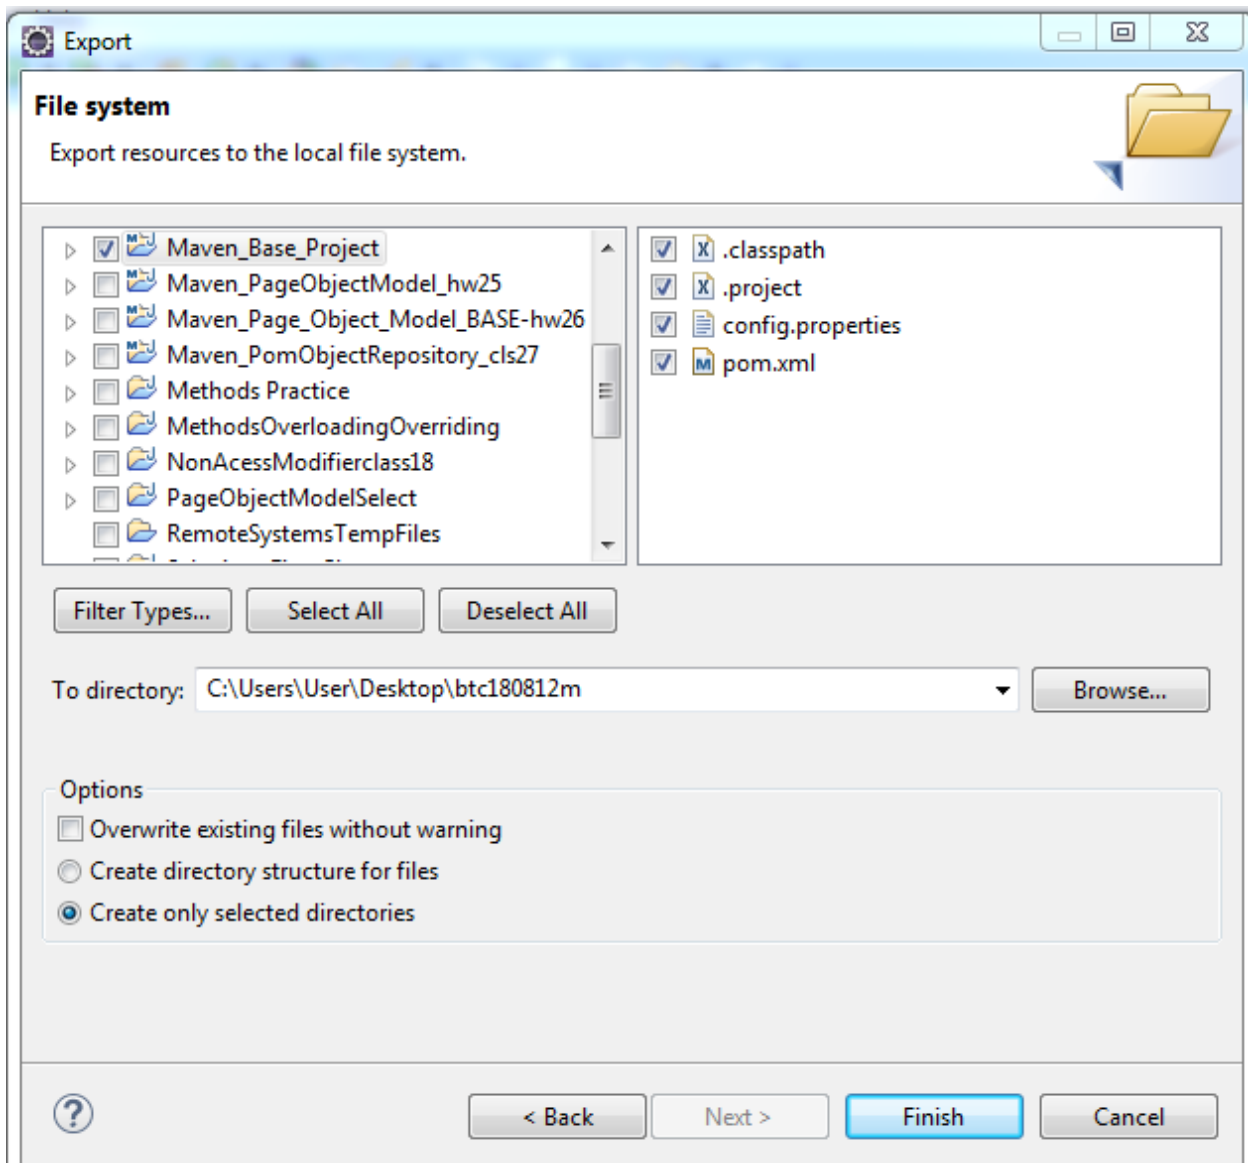 Export
File system
Export resources to the local file system.
Maven_Base_Project
Maven_PageObjectModel_hw25
Maven_Page_Object_Model_BASE-hw26
Maven_PomObjectRepository_cls27
Methods Practice
MethodsOverloadingOverriding
NonAcessModifierclass18
PageObjectModelSelect
RemoteSystemsTempFiles
.classpath
.project
config.properties
pom.xml
Filter Types...
Select All
Deselect All
To directory:
C:\Users\User\Desktop\btc180812m
Browse...
Options
Overwrite existing files without warning
Create directory structure for files
Create only selected directories
?
< Back
Next >
Finish
Cancel